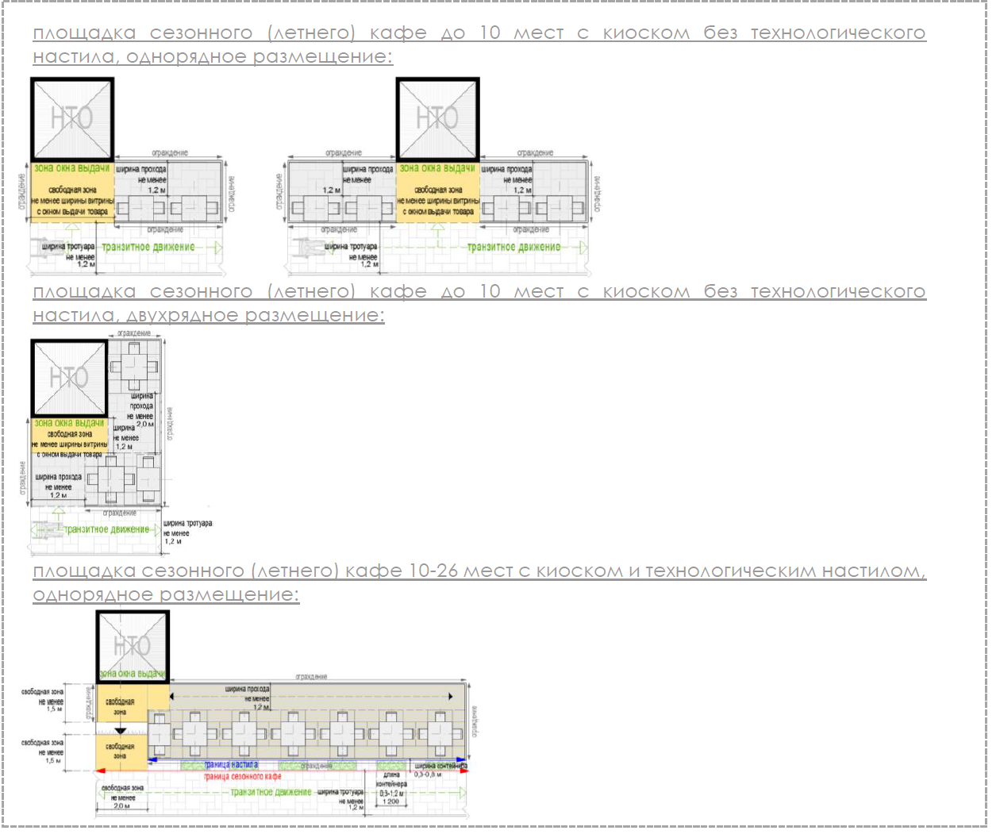 площадка сезонного (летнего) кафе до 10 мест с киоском без технологического
настила, однорядное размещение:
НТО
НТО
ограждение
ограждение
ограждение
зона окна выдачи
ширина прохода
не менее
1,2 м
свободная зона
не менее ширины витрины
с окном выдачи товара
ограждение
ограждение
ограждение
ширина прохода
не менее
1,2 м
зона окна выдачи
свободная зона
не менее ширины витрины
с окном выдачи товара
ширина прохода
не менее
1,2 м
ограждение
ограждение
ограждение
ограждение
ограждение
транзитное движение
ширина тротуара
не менее
1,2 м
транзитное движение
ширина тротуара
не менее
1,2 м
площадка сезонного (летнего) кафе до 10 мест с киоском без технологического
настила, двухрядное размещение:
ограждение
НТО
ширина
прохода
не менее
2,0 м
ограждение
зона окна выдачи
свободная зона
не менее ширины витрины
с окном выдачи товара
ширина
не менее
1,2 м
ограждение
ширина прохода
не менее
1,2 м
ограждение
транзитное движение
ширина тротуара
не менее
1,2 м
площадка сезонного (летнего) кафе 10-26 мест с киоском и технологическим настилом,
однорядное размещение:
НТО
зона окна выдачи
ограждение
свободная зона
не менее
1,5 м
ограждение
свободная
зона
ширина прохода
не менее
1,2 м
ограждение
свободная зона
не менее
1,5 м
свободная
зона
граница настила
ограждение
ширина контейнера
0,3-0,8 м
граница сезонного кафе
длина
контейнера
0,3-1,2 м
1 200
свободная зона
не менее
2,0 м
транзитное движение
ширина тротуара
не менее
1,2 м